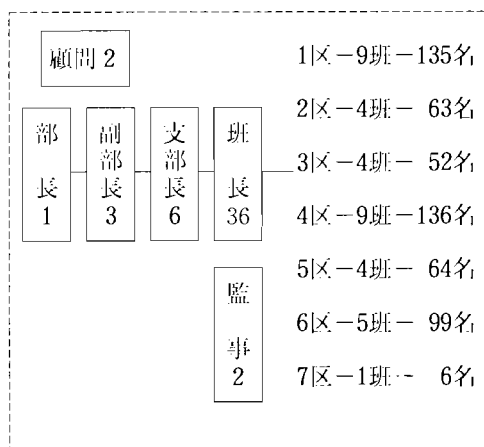 顧問2
部長1
副部長3
支部長6
班長36
監事2
1区－9班－135名
2区－4班－ 63名
3区－4班－ 52名
4区－9班－136名
5区－4班－ 64名
6区－5班－ 99名
7区－1班－ 6名